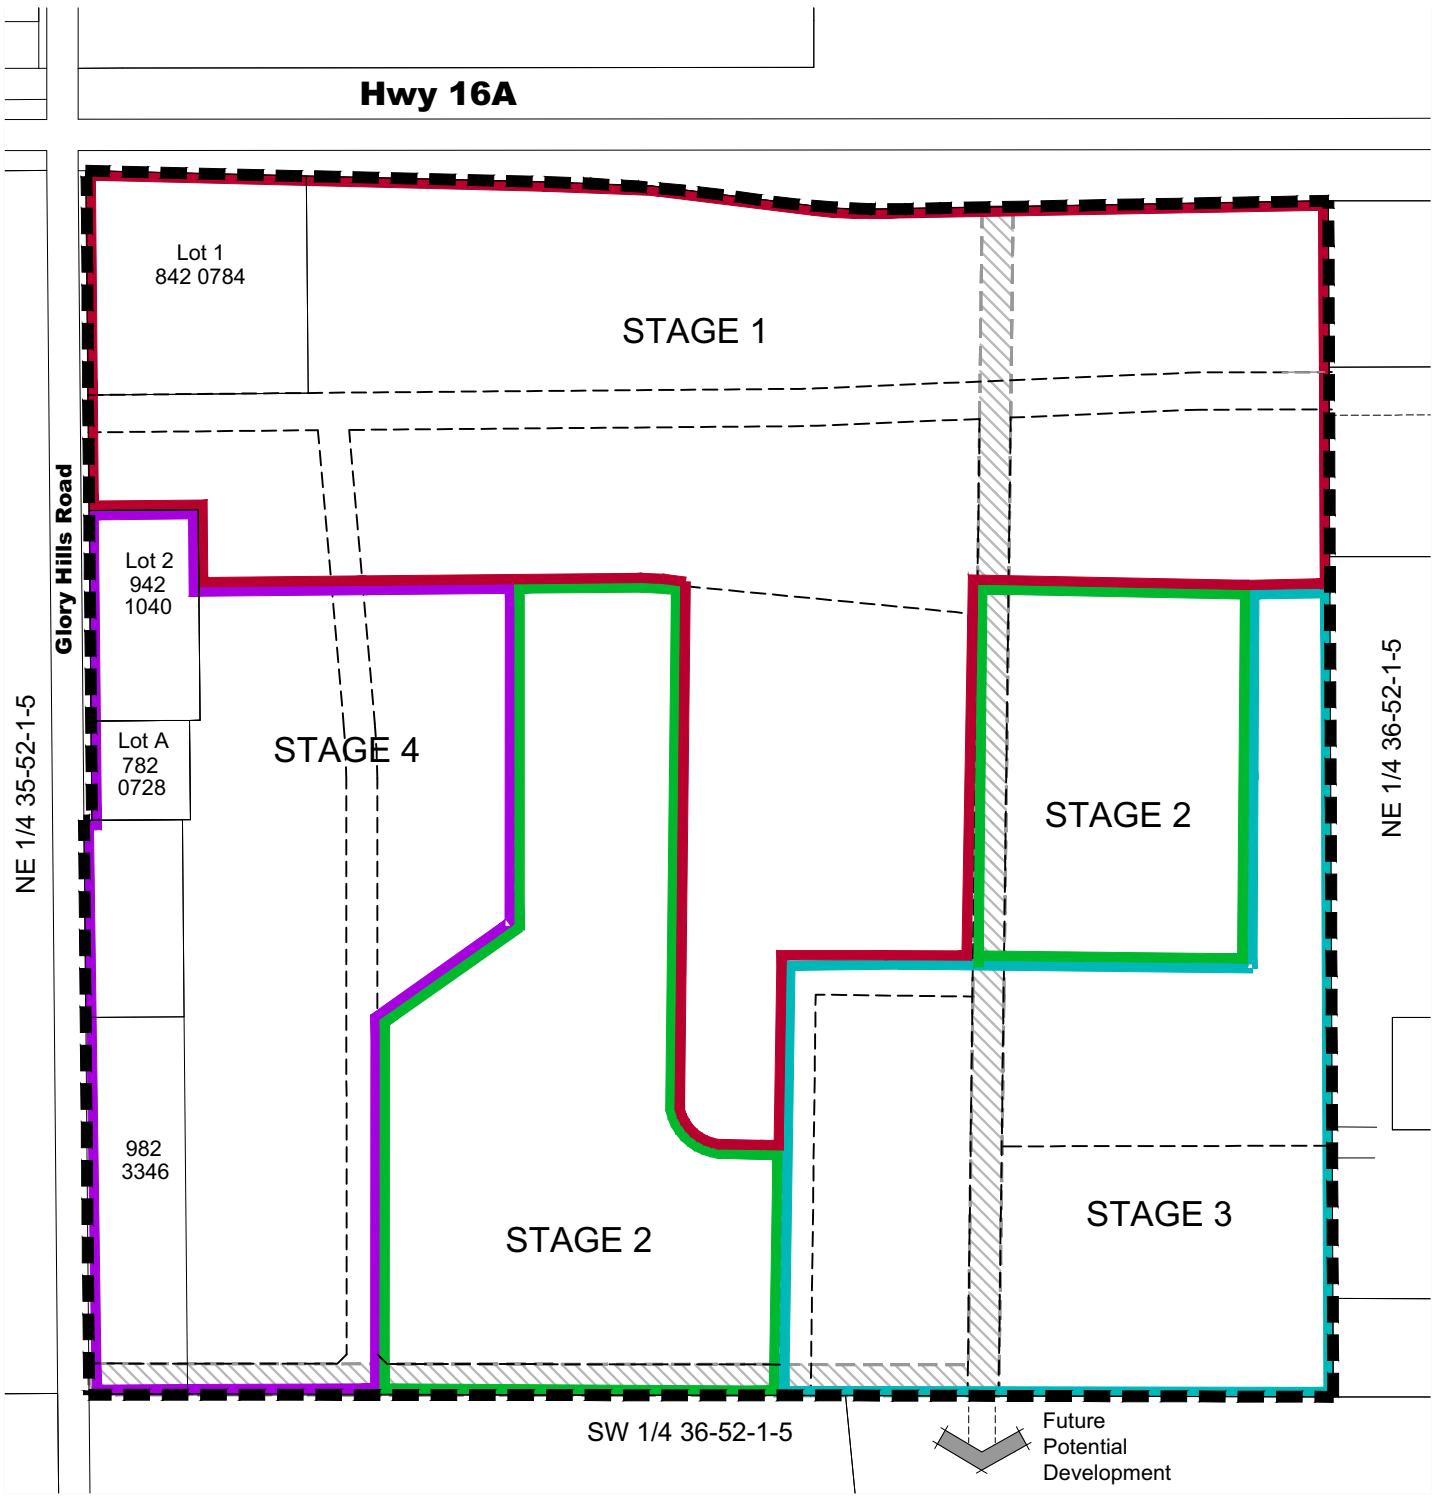 Hwy 16A
Lot 1
842 0784
STAGE 1
Glory Hills Road
Lot 2
942
1040
NE 1/4 35-52-1-5
NE 1/4 36-52-1-5
Lot A
782
0728
STAGE 4
STAGE 2
982
3346
STAGE 2
STAGE 3
SW 1/4 36-52-1-5
Future
Potential
Development